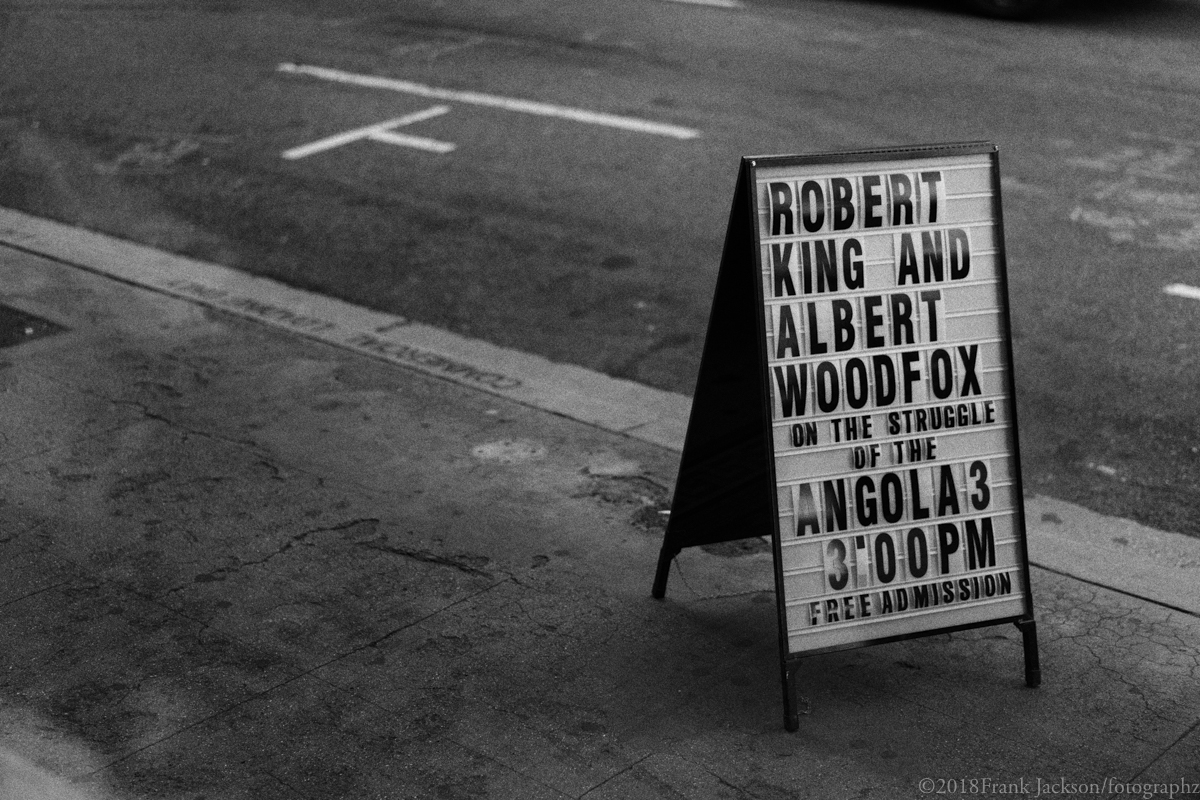 ROBERT
KING AND
ALBERT
WOODFOX
ON THE STRUGGLE
OF THE
ANGOLA 3
3:00PM
FREE ADMISSION
COMMERCIAL
©2018Frank Jackson/fotographz